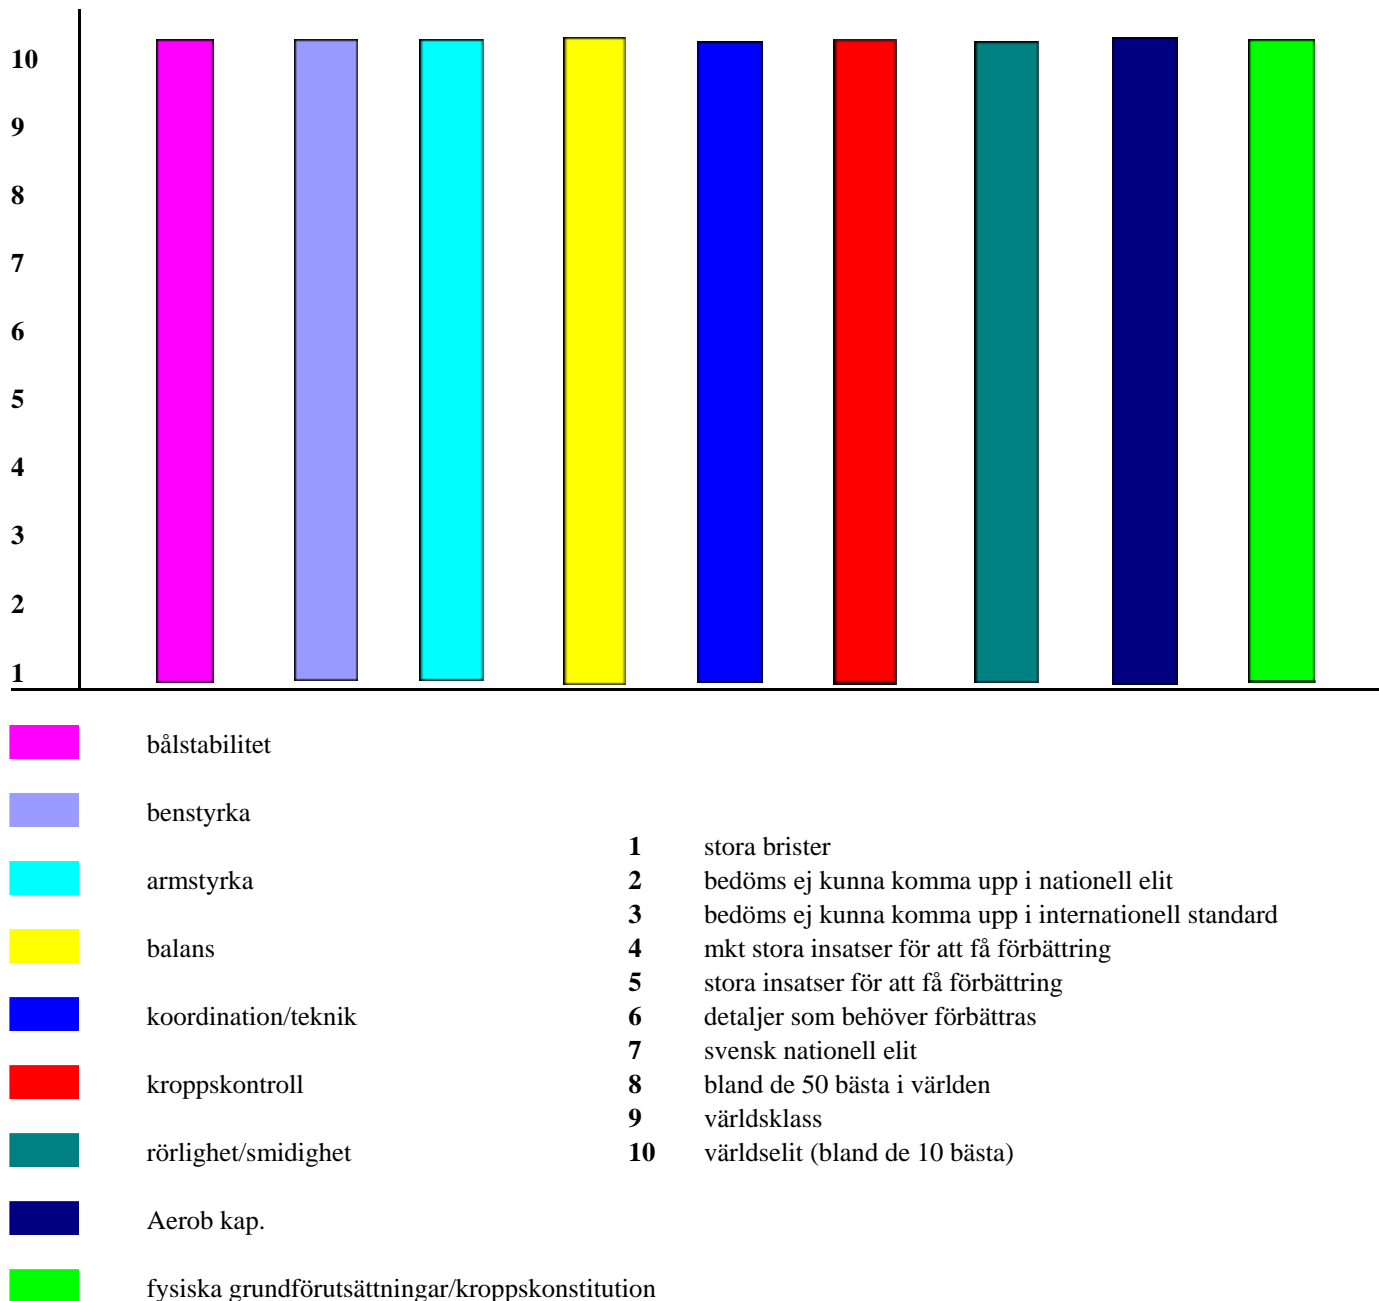 10
9
8
7
6
5
4
3
2
1
bålstabilitet
benstyrka
armstyrka
balans
koordination/teknik
kroppskontroll
rörlighet/smidighet
Aerob kap.
fysiska grundförutsättningar/kroppskonstitution
1 stora brister
2 bedöms ej kunna komma upp i nationell elit
3 bedöms ej kunna komma upp i internationell standard
4 mkt stora insatser för att få förbättring
5 stora insatser för att få förbättring
6 detaljer som behöver förbättras
7 svensk nationell elit
8 bland de 50 bästa i världen
9 världsklass
10 världselit (bland de 10 bästa)